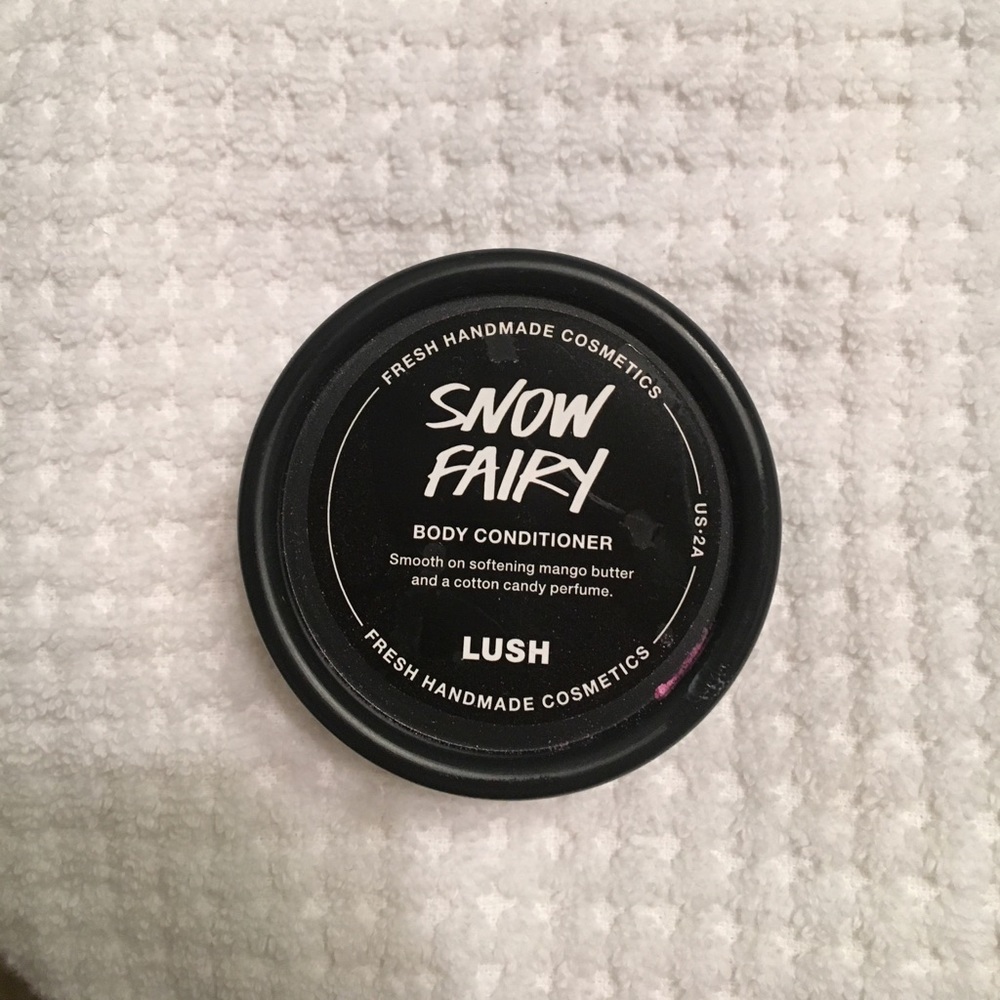 FRESH HANDMADE COSMETICS
SNOW
FAIRY
BODY CONDITIONER
Smooth on softening mango butter
and a cotton candy perfume.
LUSH
US·2A
FRESH HANDMADE COSMETICS